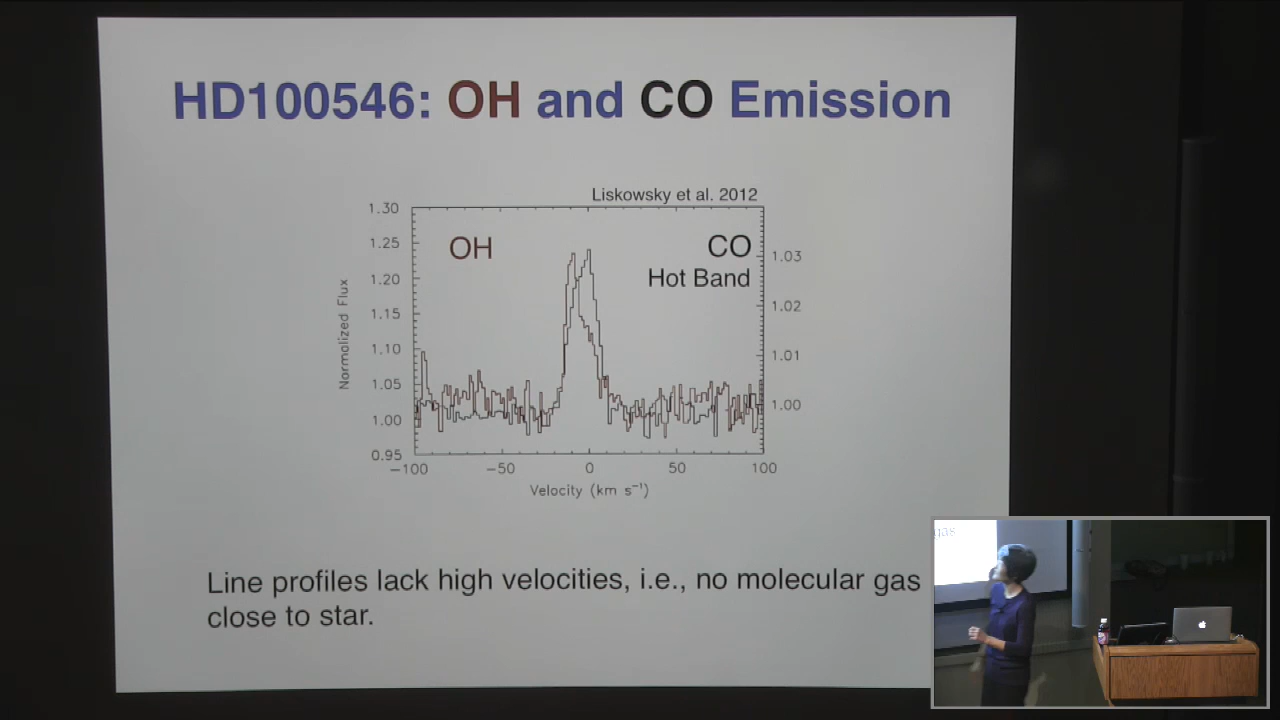 HD100546: OH and CO Emission
Liskowsky et al. 2012
1.30
1.25
1.20
1.15
1.10
1.05
1.00
0.95
Normalized Flux
OH
CO
Hot Band
1.03
1.02
1.01
1.00
−100
−50
0
50
100
Velocity (km s⁻¹)
Line profiles lack high velocities, i.e., no molecular gas
close to star.
gas